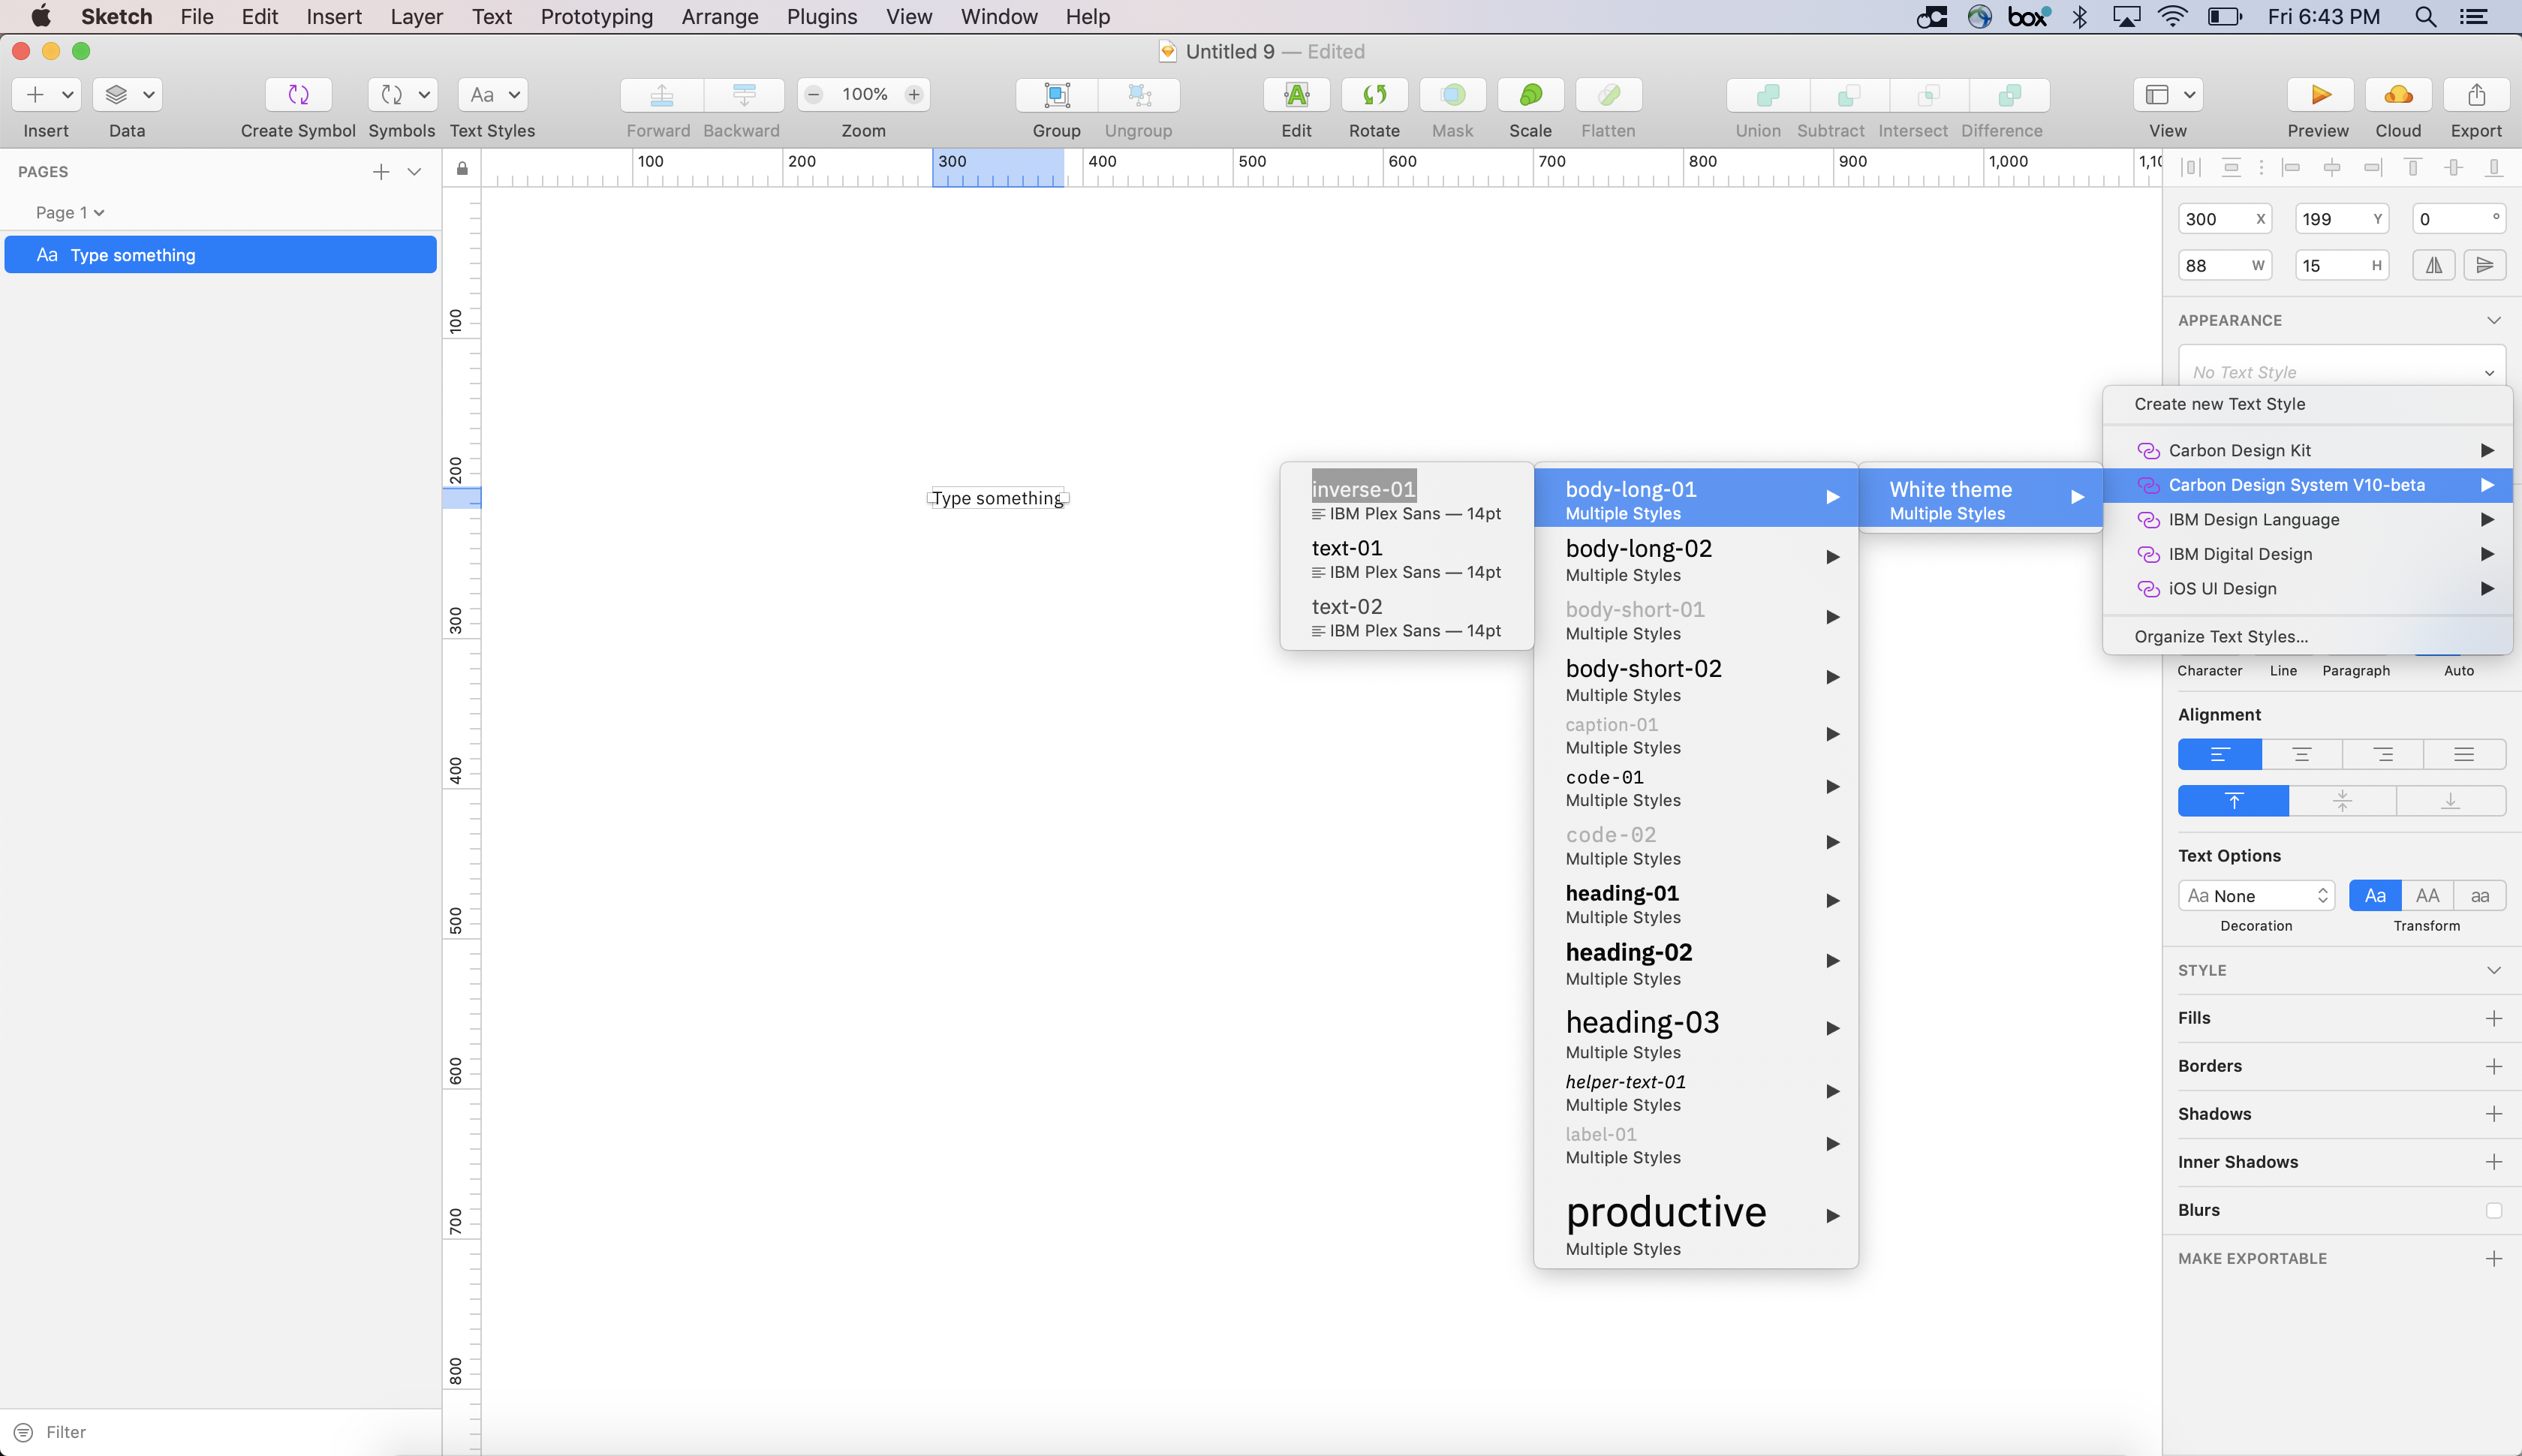 Sketch File Edit Insert Layer Text Prototyping Arrange Plugins View Window Help box Fri 6:43 PM
Untitled 9 — Edited
100%
Insert Data Create Symbol Symbols Text Styles Forward Backward Zoom Group Ungroup Edit Rotate Mask Scale Flatten Union Subtract Intersect Difference View Preview Cloud Export
PAGES
Page 1
Aa Type something
100 200 300 400 500 600 700 800 900 1,000 1,10
100
200
300
400
500
600
700
800
Type something
300 X 199 Y 0 °
88 W 15 H
APPEARANCE
No Text Style
Create new Text Style
Carbon Design Kit
Carbon Design System V10-beta
IBM Design Language
IBM Digital Design
iOS UI Design
Organize Text Styles...
White theme
Multiple Styles
body-long-01
Multiple Styles
body-long-02
Multiple Styles
body-short-01
Multiple Styles
body-short-02
Multiple Styles
caption-01
Multiple Styles
code-01
Multiple Styles
code-02
Multiple Styles
heading-01
Multiple Styles
heading-02
Multiple Styles
heading-03
Multiple Styles
helper-text-01
Multiple Styles
label-01
Multiple Styles
productive
Multiple Styles
inverse-01
IBM Plex Sans — 14pt
text-01
IBM Plex Sans — 14pt
text-02
IBM Plex Sans — 14pt
Character Line Paragraph Auto
Alignment
Text Options
Aa None Aa AA aa
Decoration Transform
STYLE
Fills
Borders
Shadows
Inner Shadows
Blurs
MAKE EXPORTABLE
Filter